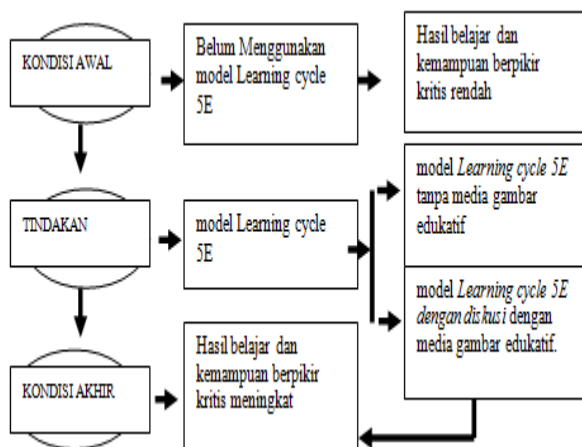 KONDISI AWAL
Belum Menggunakan
model Learning cycle
5E
Hasil belajar dan
kemampuan berpikir
kritis rendah
TINDAKAN
model Learning cycle
5E
model Learning cycle 5E
tanpa media gambar
edukatif
model Learning cycle 5E
dengan diskusi dengan
media gambar edukatif.
KONDISI AKHIR
Hasil belajar dan
kemampuan berpikir
kritis meningkat